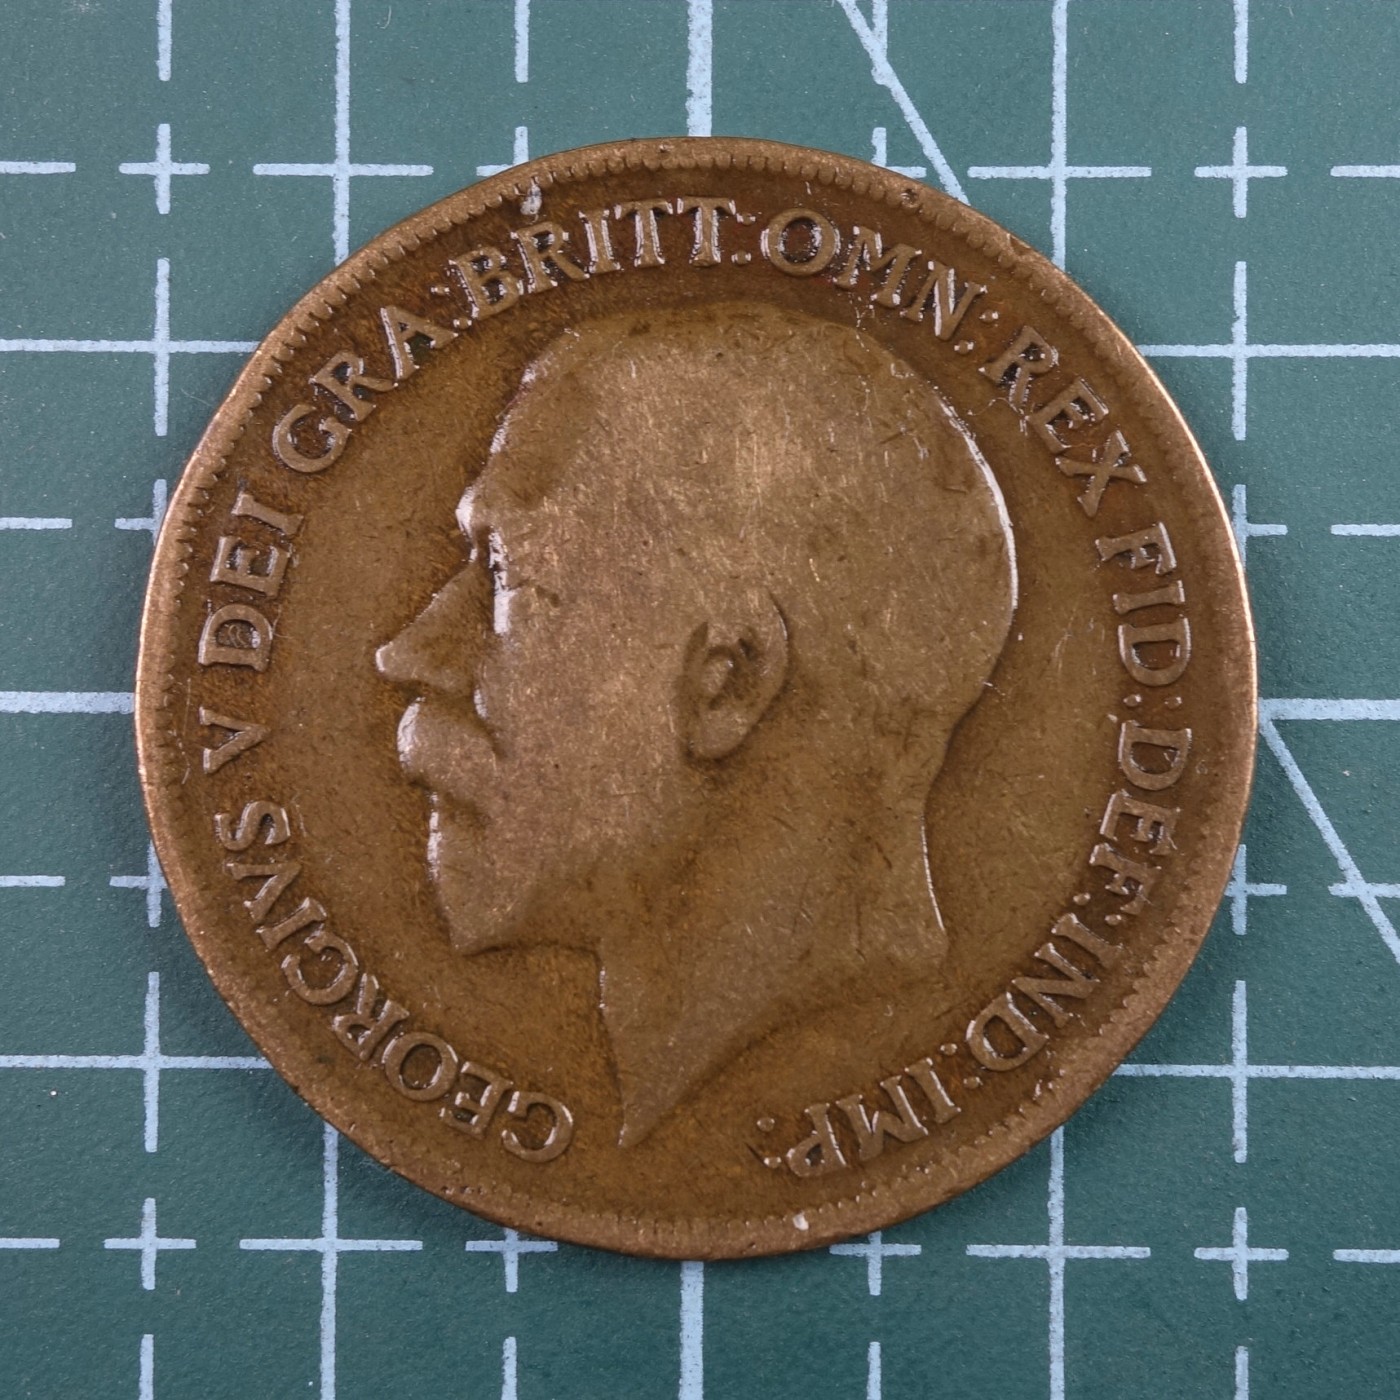 GEORGIVS V DEI GRA:BRITT:OMN:REX FID:DEF:IND:IMP: